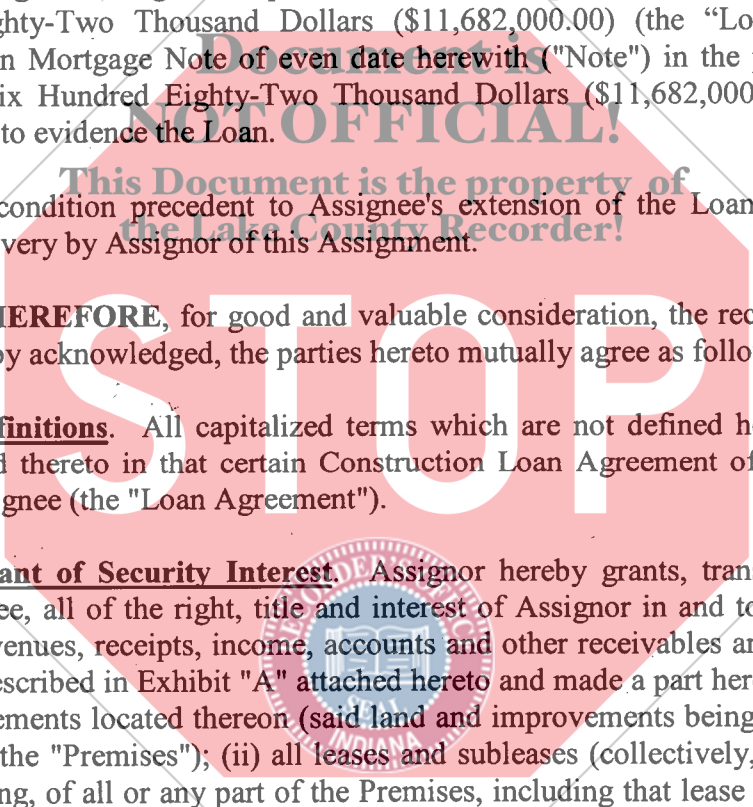 ghty-Two Thousand Dollars ($11,682,000.00) (the “Lo
n Mortgage Note of even date herewith ("Note") in the
Document is
ix Hundred Eighty-Two Thousand Dollars ($11,682,000
NOT OFFICIAL!
to evidence the Loan.
This Document is the property of
condition precedent to Assignee's extension of the Loan
the Lake County Recorder!
very by Assignor of this Assignment.
STOP
HEREFORE, for good and valuable consideration, the rec
by acknowledged, the parties hereto mutually agree as follo
finitions. All capitalized terms which are not defined h
d thereto in that certain Construction Loan Agreement of
gnee (the "Loan Agreement").
ant of Security Interest. Assignor hereby grants, tran
ee, all of the right, title and interest of Assignor in and to
venues, receipts, income, accounts and other receivables a
escribed in Exhibit "A" attached hereto and made a part her
ements located thereon (said land and improvements being
the "Premises"); (ii) all leases and subleases (collectively,
ng, of all or any part of the Premises, including that lease
RECORDER'S OFFICE
INDIANA